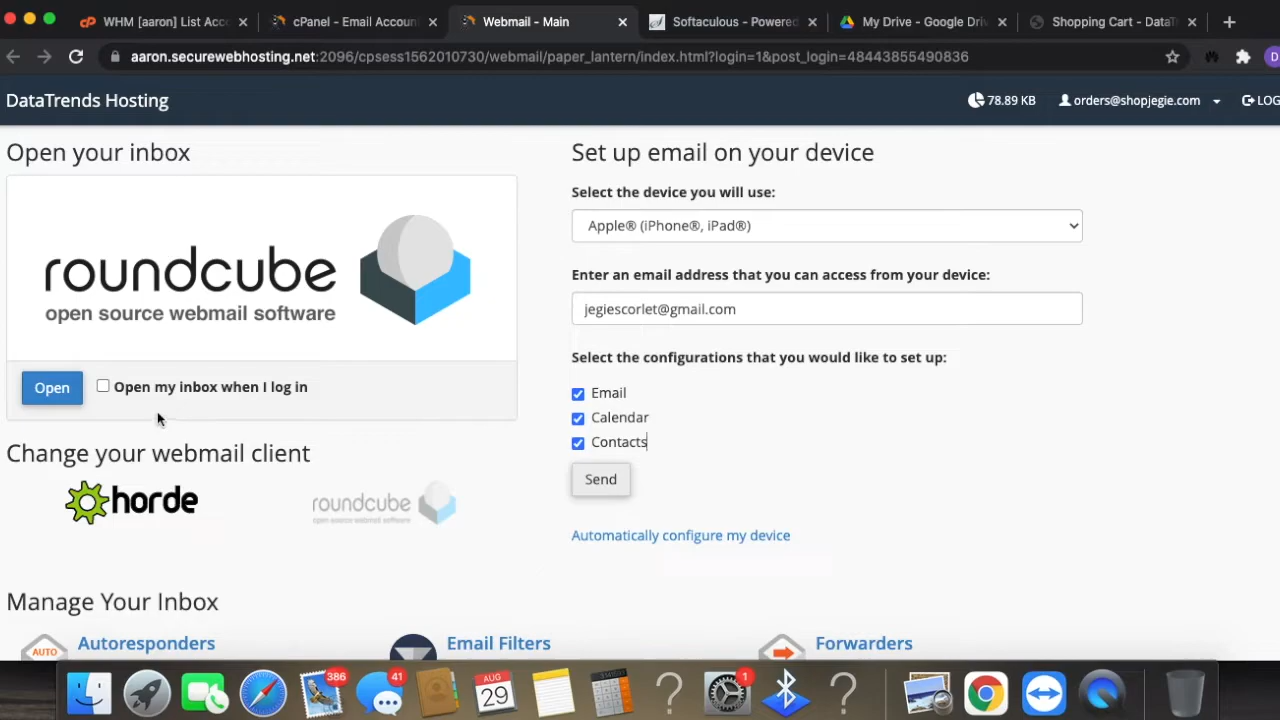 WHM [aaron] List Acc
cPanel - Email Accoun
Webmail - Main
Softaculous - Powered
My Drive - Google Driv
Shopping Cart - DataT
aaron.securewebhosting.net:2096/cpsess1562010730/webmail/paper_lantern/index.html?login=1&post_login=48443855490836
D
DataTrends Hosting
78.89 KB
orders@shopjegie.com
LOG
Open your inbox
roundcube
open source webmail software
Open
Open my inbox when I log in
Change your webmail client
horde
roundcube
open source webmail software
Set up email on your device
Select the device you will use:
Apple® (iPhone®, iPad®)
Enter an email address that you can access from your device:
jegiescorlet@gmail.com
Select the configurations that you would like to set up:
Email
Calendar
Contacts
Send
Automatically configure my device
Manage Your Inbox
AUTO
Autoresponders
Email Filters
Forwarders
386
41
AUG
29
1